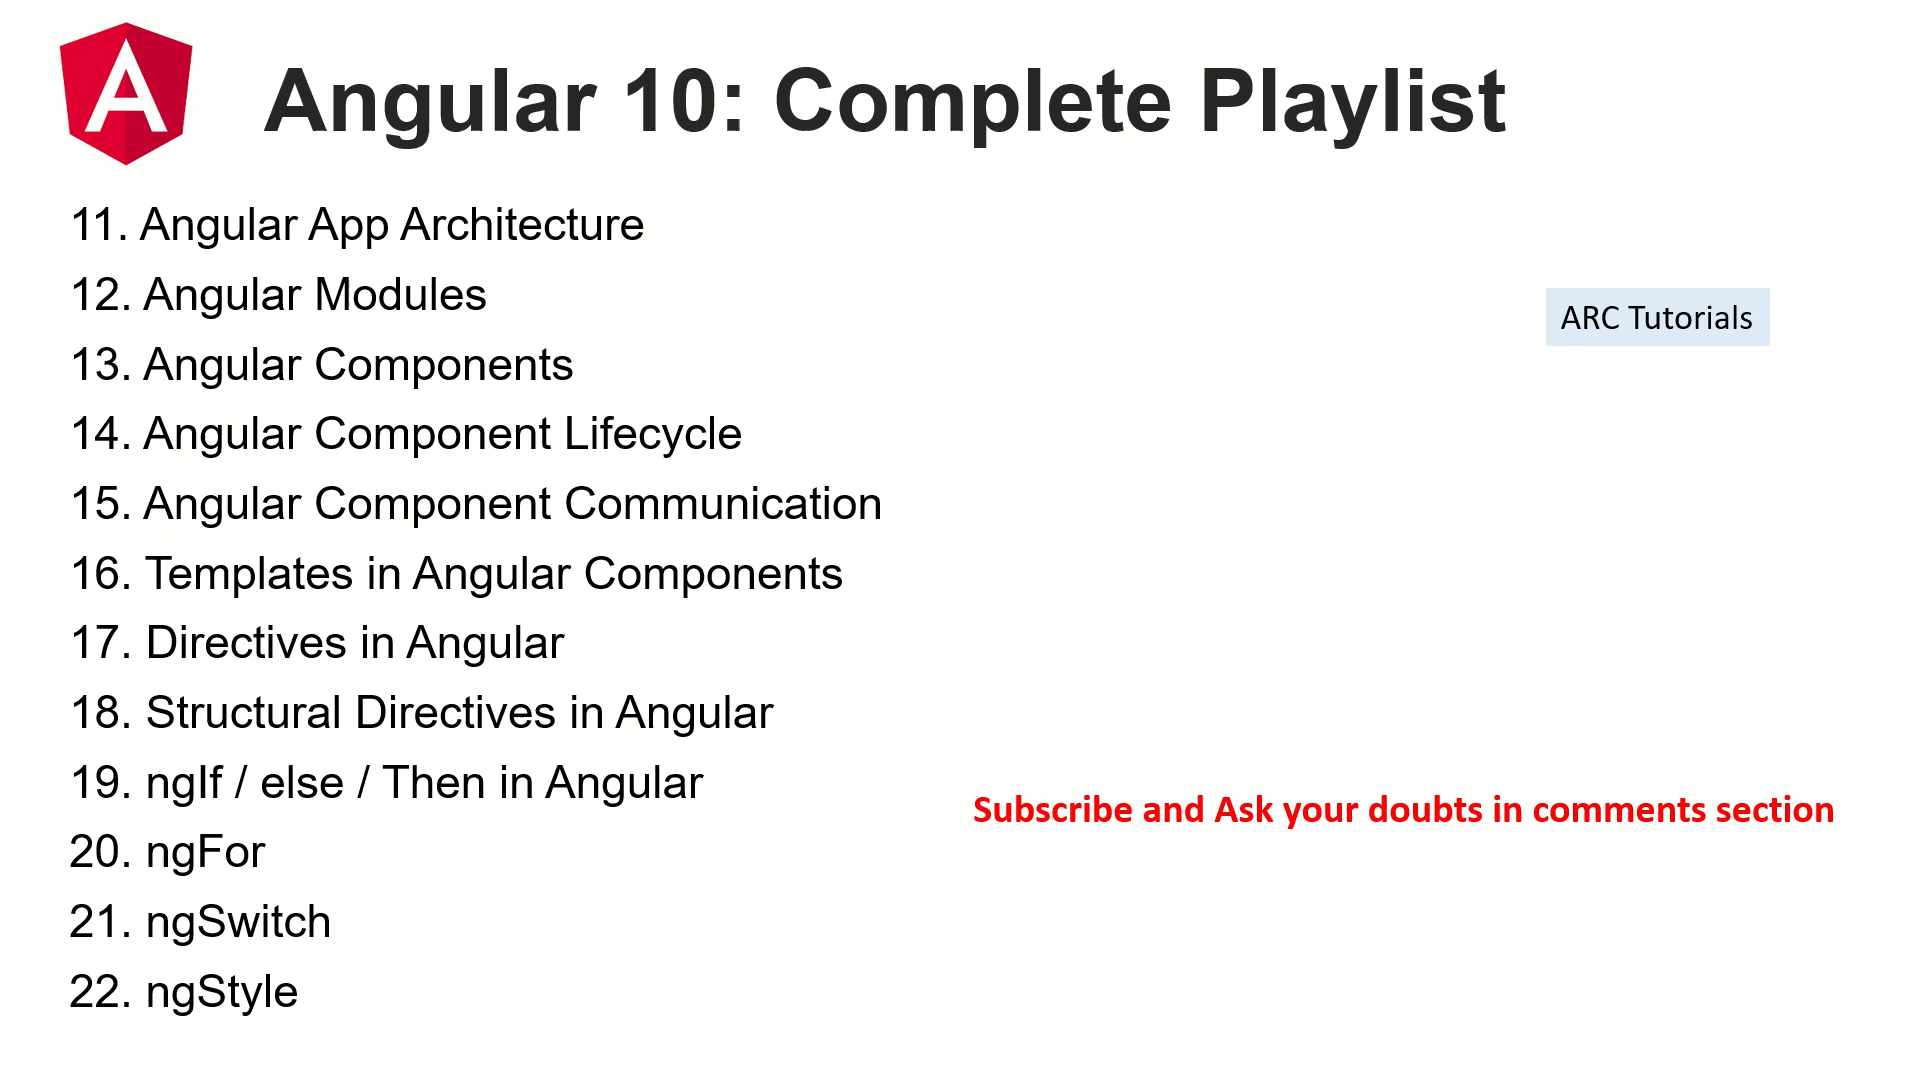 Angular 10: Complete Playlist
11. Angular App Architecture
12. Angular Modules
13. Angular Components
14. Angular Component Lifecycle
15. Angular Component Communication
16. Templates in Angular Components
17. Directives in Angular
18. Structural Directives in Angular
19. ngIf / else / Then in Angular
20. ngFor
21. ngSwitch
22. ngStyle
ARC Tutorials
Subscribe and Ask your doubts in comments section